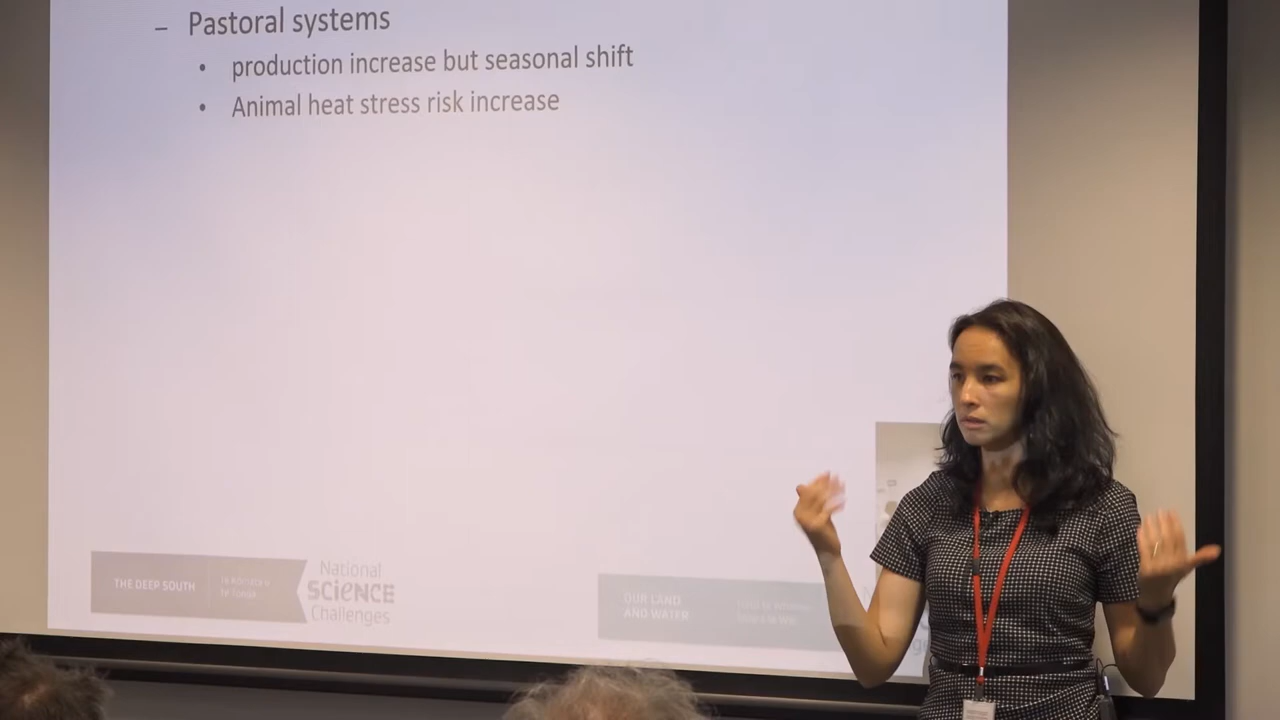 – Pastoral systems
• production increase but seasonal shift
• Animal heat stress risk increase
THE DEEP SOUTH
National
SCIENCE
Challenges
OUR LAND
AND WATER